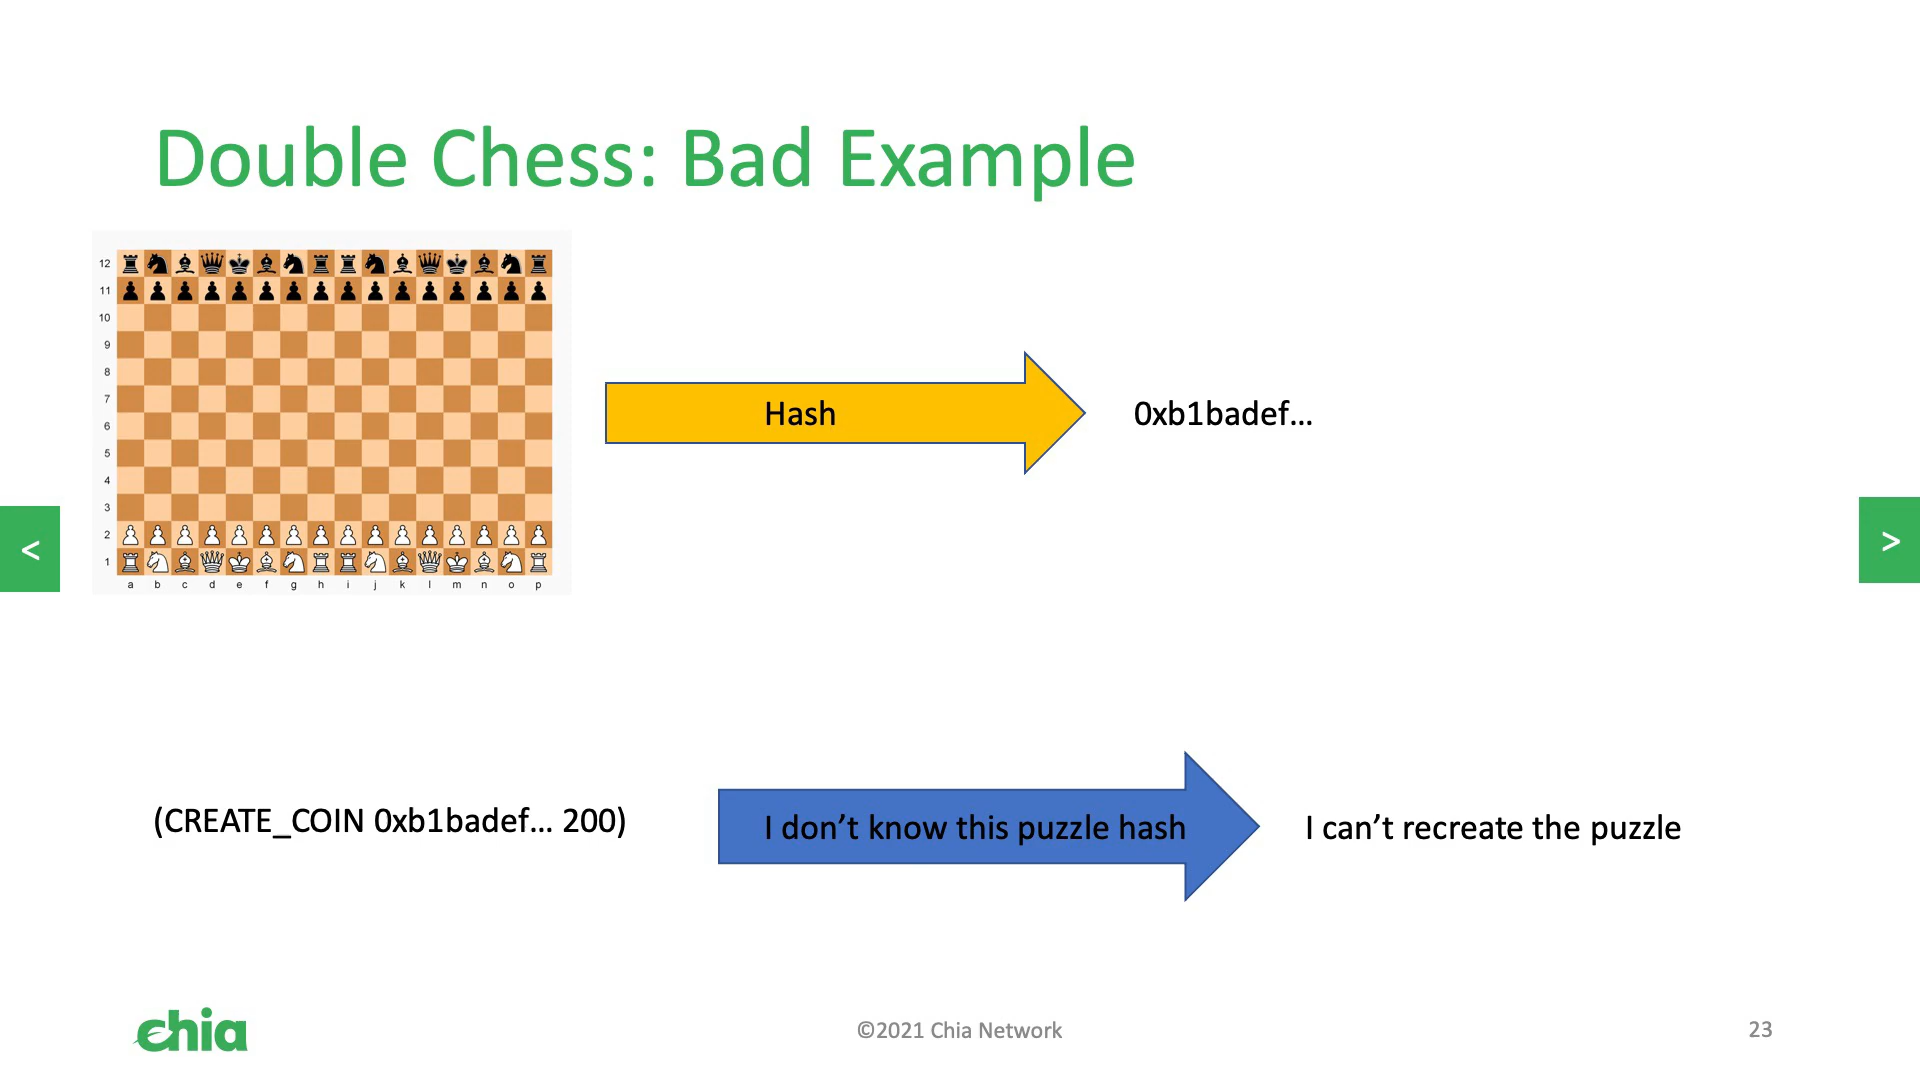 Double Chess: Bad Example
12
11
10
9
8
7
6
5
4
3
2
1
a b c d e f g h i j k l m n o p
Hash
0xb1badef...
<
>
(CREATE_COIN 0xb1badef... 200)
I don’t know this puzzle hash
I can’t recreate the puzzle
chia
©2021 Chia Network
23